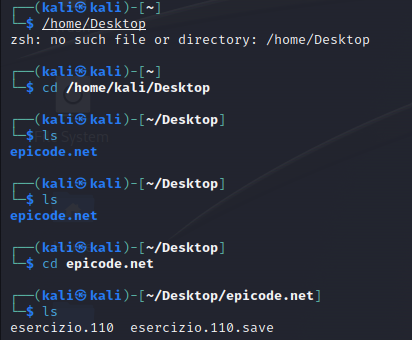 ┌──(kali㉿kali)-[~]
└─$ /home/Desktop
zsh: no such file or directory: /home/Desktop
┌──(kali㉿kali)-[~]
└─$ cd /home/kali/Desktop
┌──(kali㉿kali)-[~/Desktop]
└─$ ls
epicode.net
┌──(kali㉿kali)-[~/Desktop]
└─$ ls
epicode.net
┌──(kali㉿kali)-[~/Desktop]
└─$ cd epicode.net
┌──(kali㉿kali)-[~/Desktop/epicode.net]
└─$ ls
esercizio.110  esercizio.110.save